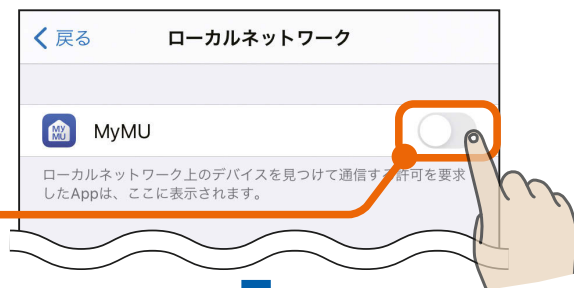 戻る
ローカルネットワーク
MY
MU
MyMU
ローカルネットワーク上のデバイスを見つけて通信する許可を要求
したAppは、ここに表示されます。